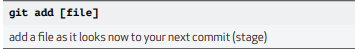 git add [file]
add a file as it looks now to your next commit (stage)